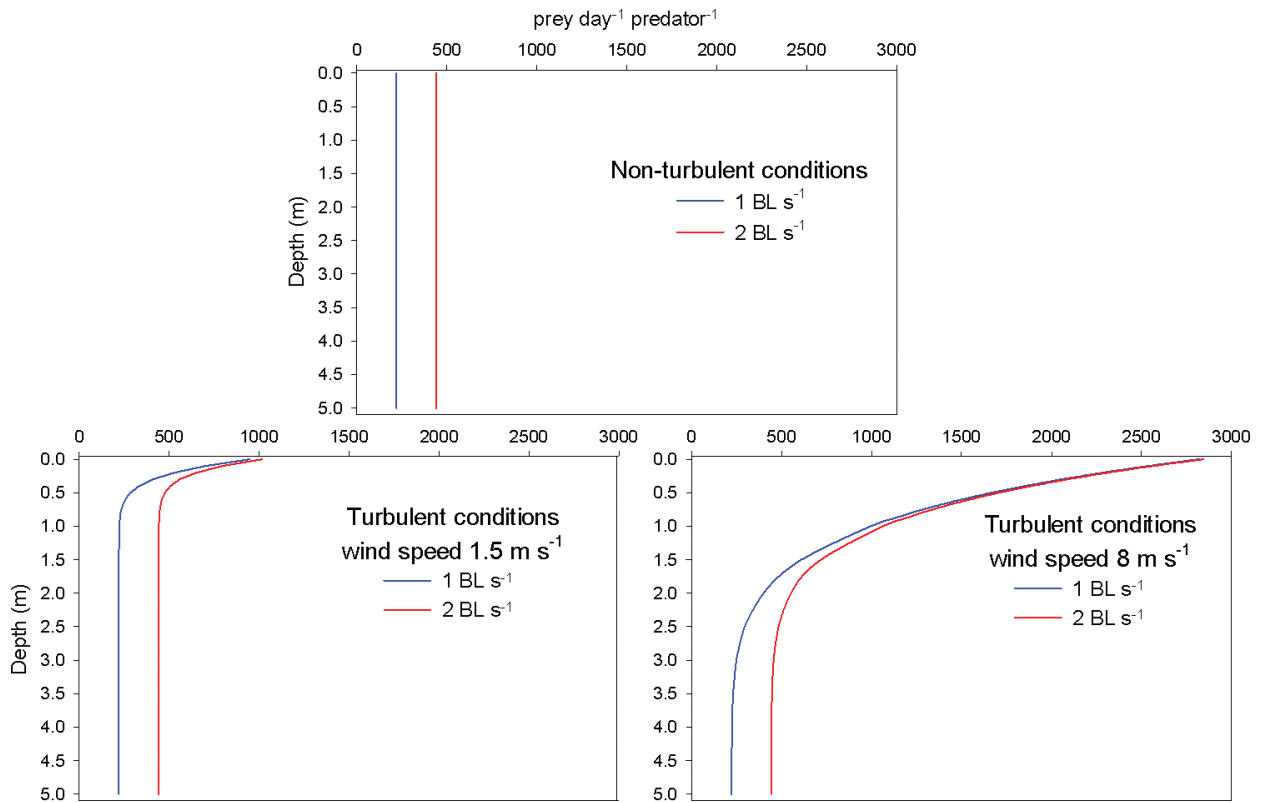 prey day⁻¹ predator⁻¹
0 500 1000 1500 2000 2500 3000
0.0
0.5
1.0
1.5
2.0
2.5
3.0
3.5
4.0
4.5
5.0
Depth (m)
Non-turbulent conditions
1 BL s⁻¹
2 BL s⁻¹
0 500 1000 1500 2000 2500 3000
0.0
0.5
1.0
1.5
2.0
2.5
3.0
3.5
4.0
4.5
5.0
Depth (m)
Turbulent conditions
wind speed 1.5 m s⁻¹
1 BL s⁻¹
2 BL s⁻¹
0 500 1000 1500 2000 2500 3000
0.0
0.5
1.0
1.5
2.0
2.5
3.0
3.5
4.0
4.5
5.0
Turbulent conditions
wind speed 8 m s⁻¹
1 BL s⁻¹
2 BL s⁻¹